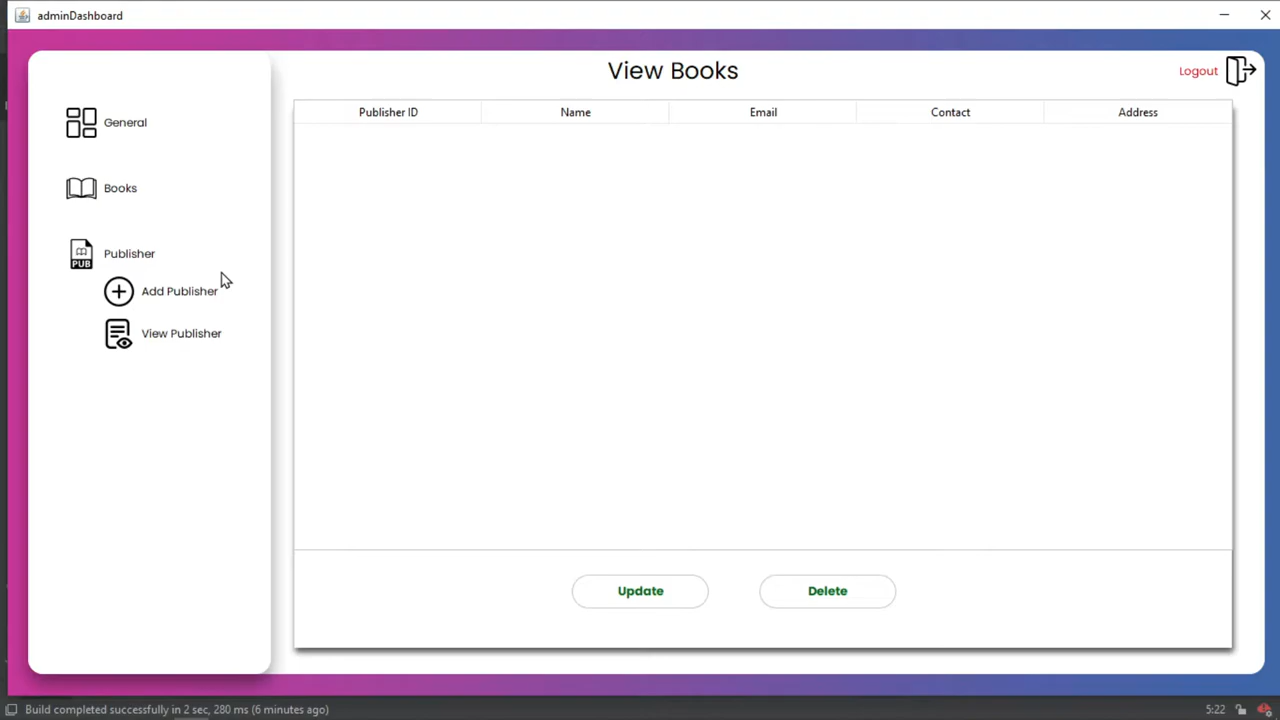 adminDashboard
View Books
Logout
General
Books
Publisher
PUB
Add Publisher
View Publisher
Publisher ID Name Email Contact Address
Update Delete
Build completed successfully in 2 sec, 280 ms (6 minutes ago) 5:22